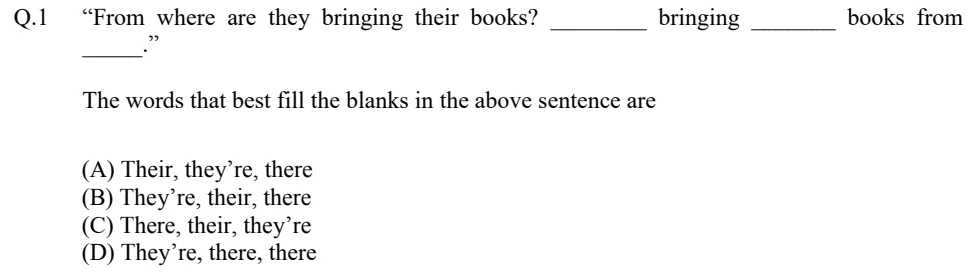 Q.1 “From where are they bringing their books? ________ bringing _______ books from
_____.”
The words that best fill the blanks in the above sentence are
(A) Their, they’re, there
(B) They’re, their, there
(C) There, their, they’re
(D) They’re, there, there